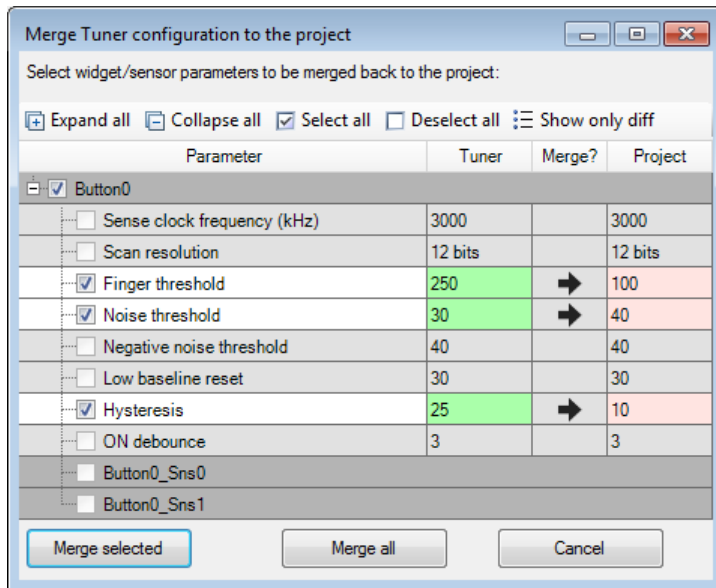 Merge Tuner configuration to the project
Select widget/sensor parameters to be merged back to the project:
Expand all Collapse all Select all Deselect all Show only diff
Parameter Tuner Merge? Project
Button0
Sense clock frequency (kHz) 3000 3000
Scan resolution 12 bits 12 bits
Finger threshold 250 100
Noise threshold 30 40
Negative noise threshold 40 40
Low baseline reset 30 30
Hysteresis 25 10
ON debounce 3 3
Button0_Sns0
Button0_Sns1
Merge selected Merge all Cancel